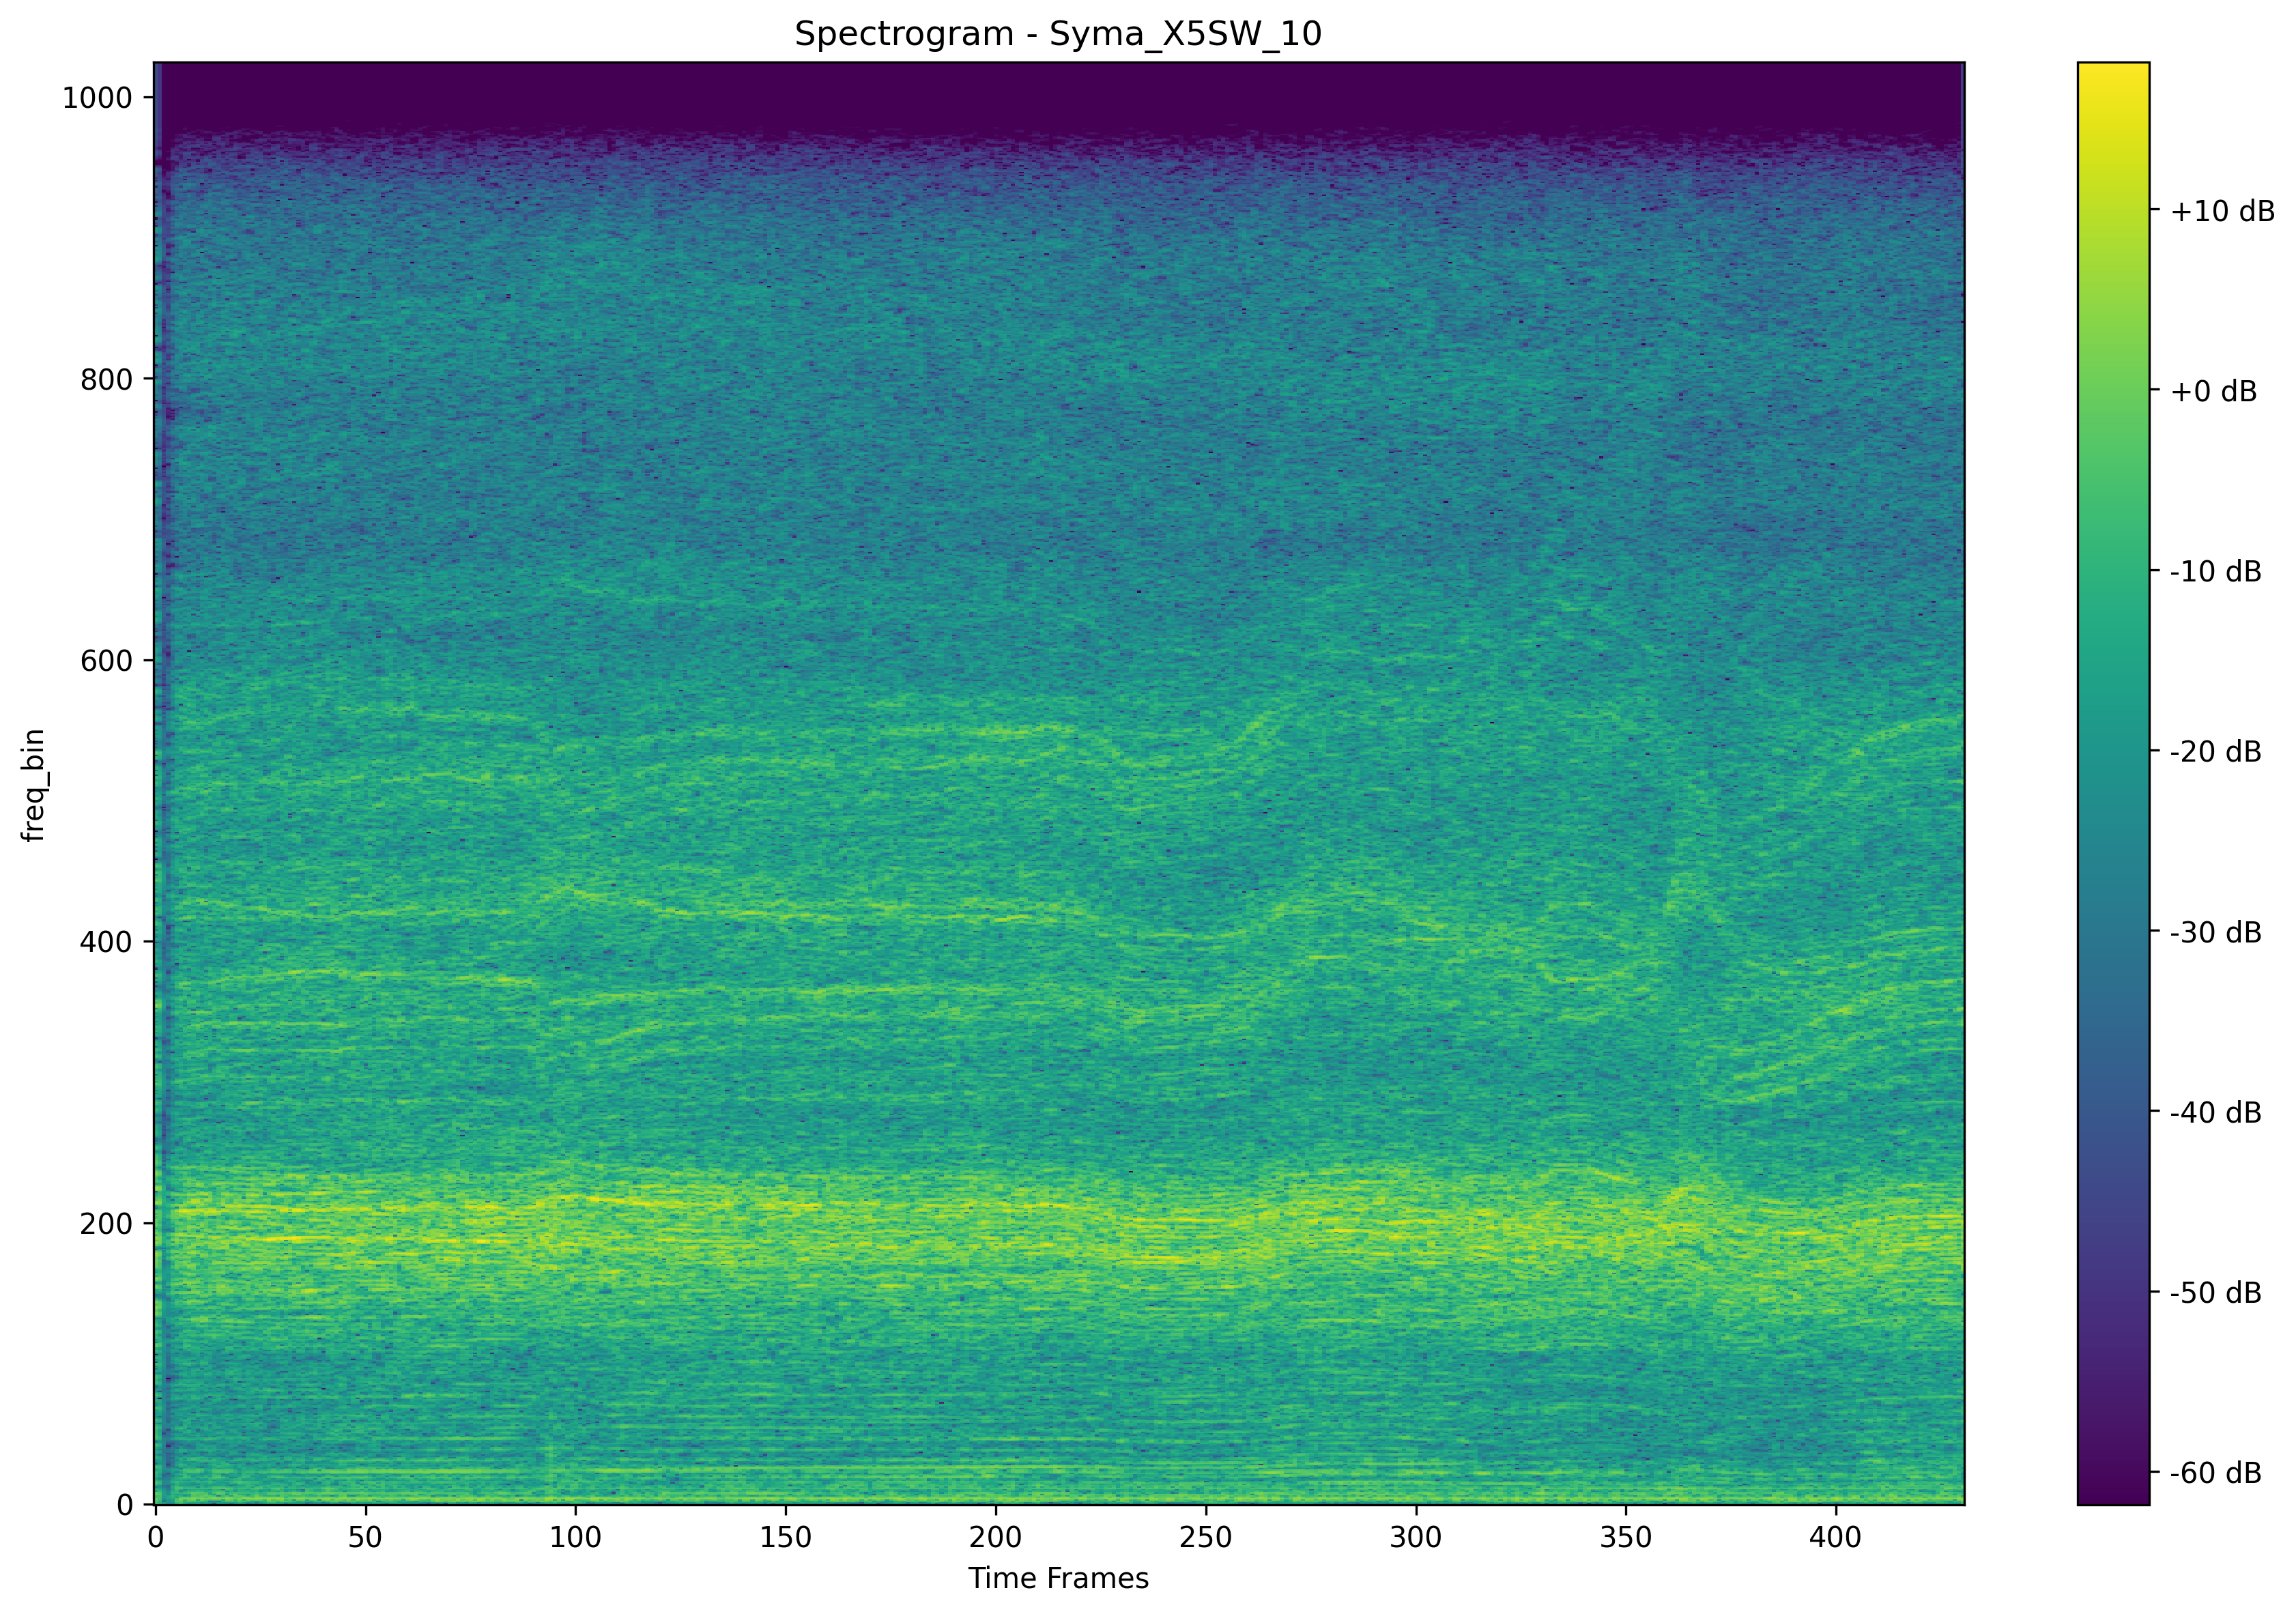 Spectrogram - Syma_X5SW_10
1000
800
600
400
200
0
freq_bin
0 50 100 150 200 250 300 350 400
Time Frames
+10 dB
+0 dB
-10 dB
-20 dB
-30 dB
-40 dB
-50 dB
-60 dB